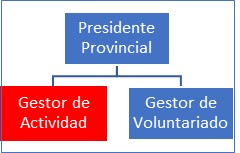 Presidente
Provincial
Gestor de
Actividad
Gestor de
Voluntariado